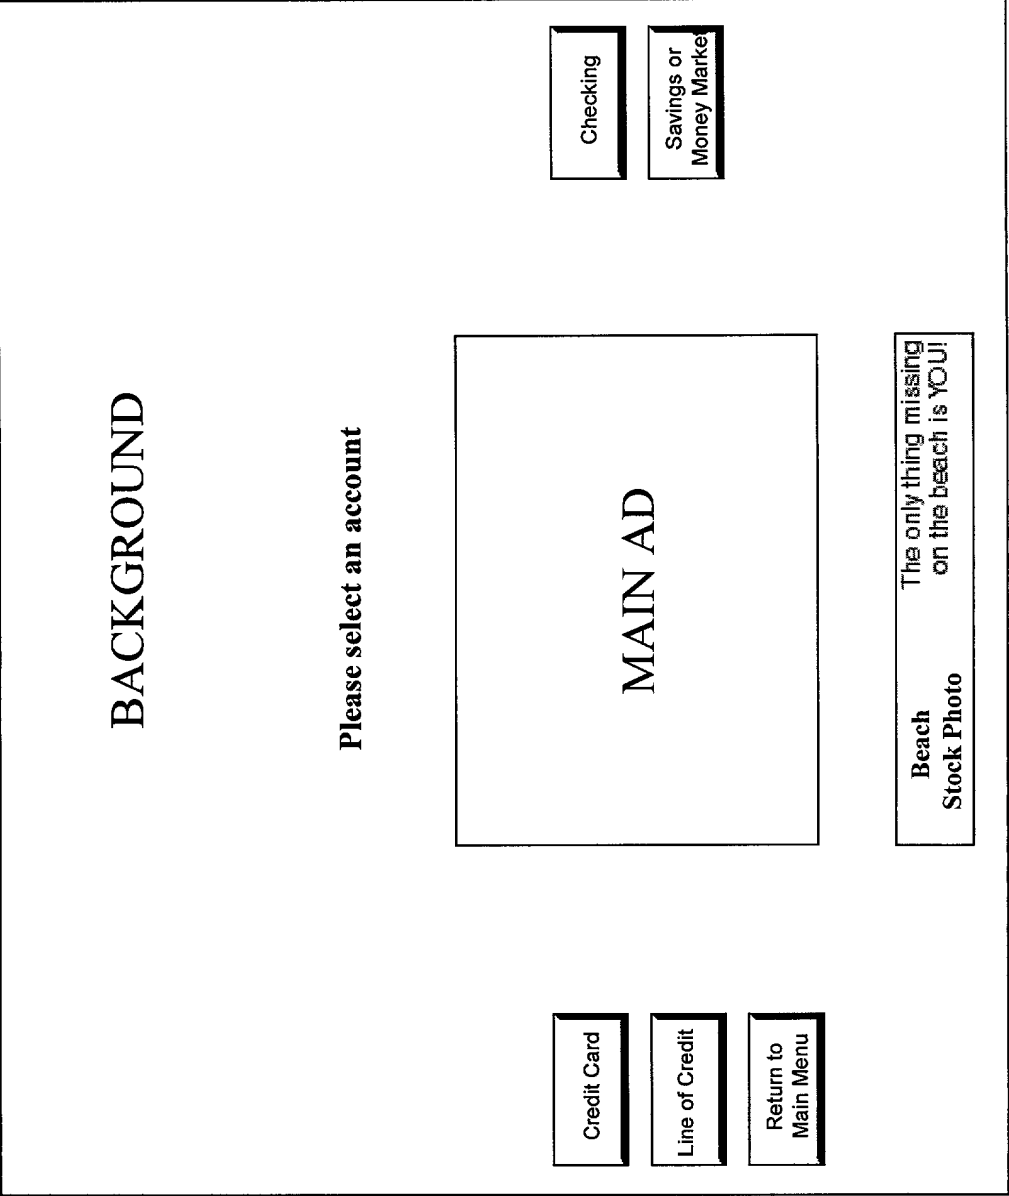 BACKGROUND
Please select an account
Credit Card
Line of Credit
Return to
Main Menu
MAIN AD
Checking
Savings or
Money Market
Beach
Stock Photo
The only thing missing
on the beach is YOU!